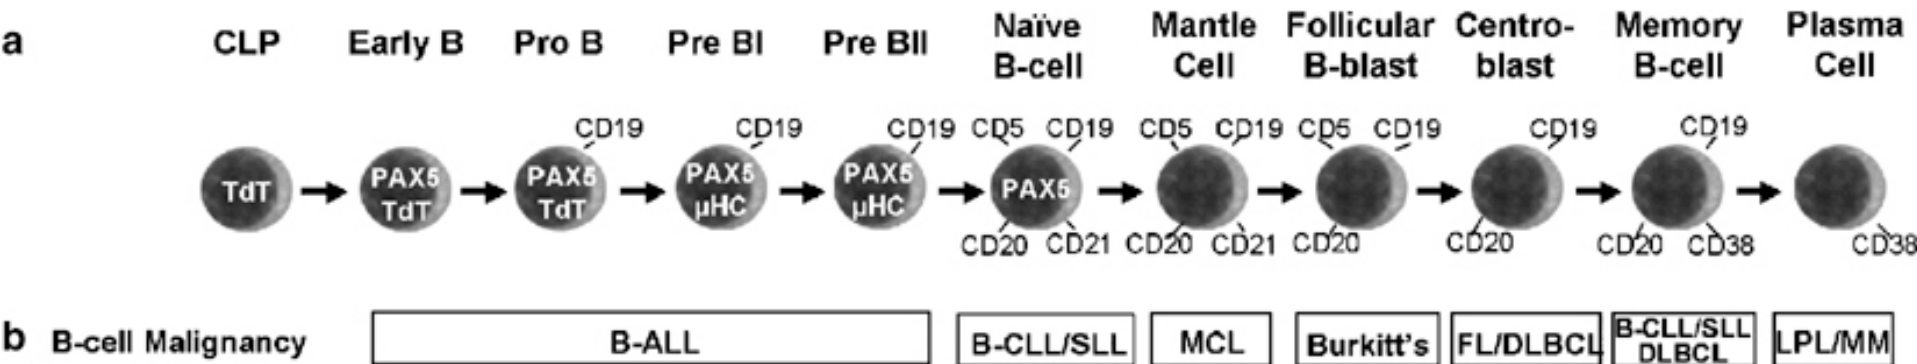 a
CLP Early B Pro B Pre BI Pre BII Naïve B-cell Mantle Cell Follicular B-blast Centro-blast Memory B-cell Plasma Cell
CD19 CD19 CD19 CD5 CD19 CD5 CD19 CD5 CD19 CD19 CD19
TdT PAX5 TdT PAX5 TdT PAX5 µHC PAX5 µHC PAX5
CD20 CD21 CD20 CD21 CD20 CD20 CD20 CD38 CD38
b B-cell Malignancy B-ALL B-CLL/SLL MCL Burkitt's FL/DLBCL B-CLL/SLL DLBCL LPL/MM